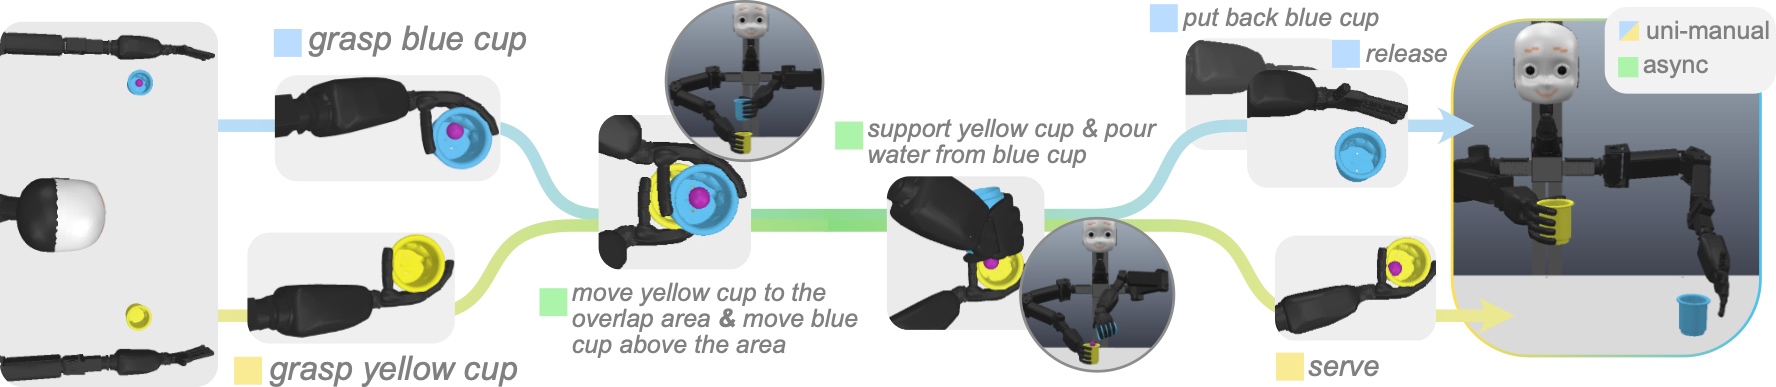 grasp blue cup
grasp yellow cup
move yellow cup to the
overlap area & move blue
cup above the area
support yellow cup & pour
water from blue cup
put back blue cup
release
serve
uni-manual
async